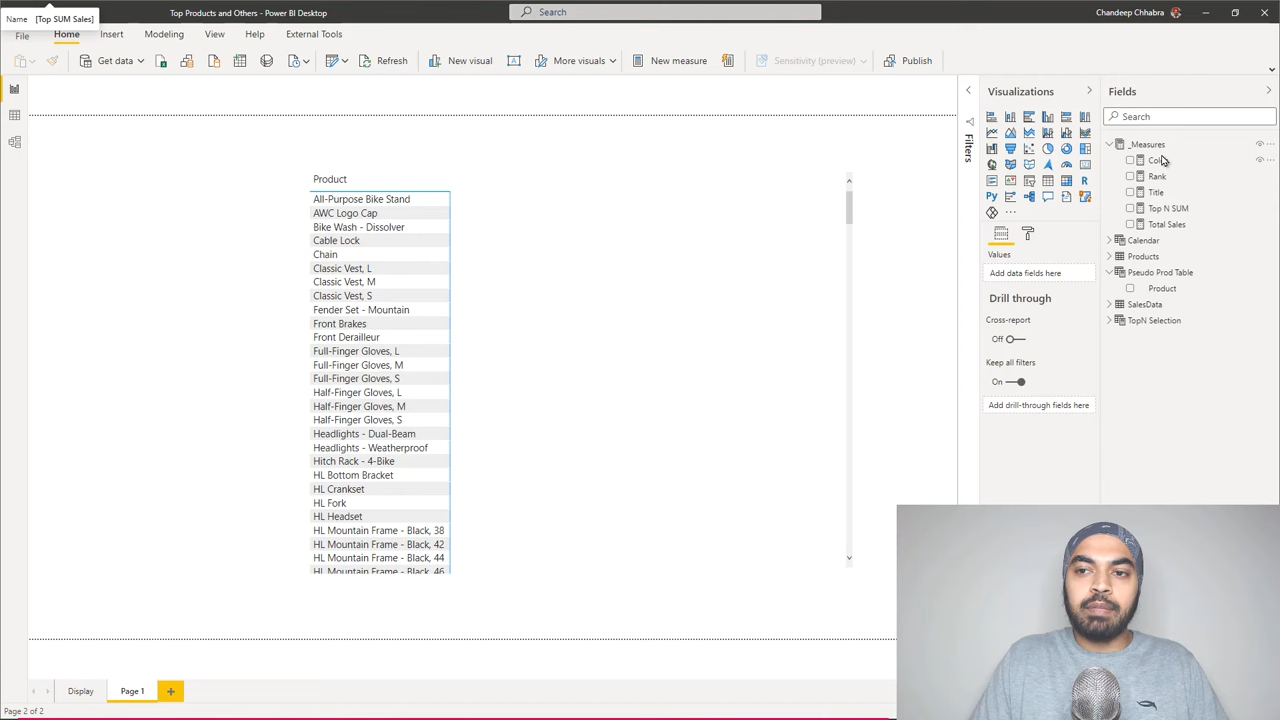 Name [Top SUM Sales]
Top Products and Others - Power BI Desktop
Search
Chandeep Chhabra
File
Home
Insert
Modeling
View
Help
External Tools
Get data
Refresh
New visual
More visuals
New measure
Sensitivity (preview)
Publish
Filters
Visualizations
Values
Add data fields here
Drill through
Cross-report
Off
Keep all filters
On
Add drill-through fields here
Fields
Search
_Measures
Rank
Title
Top N SUM
Total Sales
Calendar
Products
Pseudo Prod Table
Product
SalesData
TopN Selection
Product
All-Purpose Bike Stand
AWC Logo Cap
Bike Wash - Dissolver
Cable Lock
Chain
Classic Vest, L
Classic Vest, M
Classic Vest, S
Fender Set - Mountain
Front Brakes
Front Derailleur
Full-Finger Gloves, L
Full-Finger Gloves, M
Full-Finger Gloves, S
Half-Finger Gloves, L
Half-Finger Gloves, M
Half-Finger Gloves, S
Headlights - Dual-Beam
Headlights - Weatherproof
Hitch Rack - 4-Bike
HL Bottom Bracket
HL Crankset
HL Fork
HL Headset
HL Mountain Frame - Black, 38
HL Mountain Frame - Black, 42
HL Mountain Frame - Black, 44
HL Mountain Frame - Black, 46
Display
Page 1
Page 2 of 2